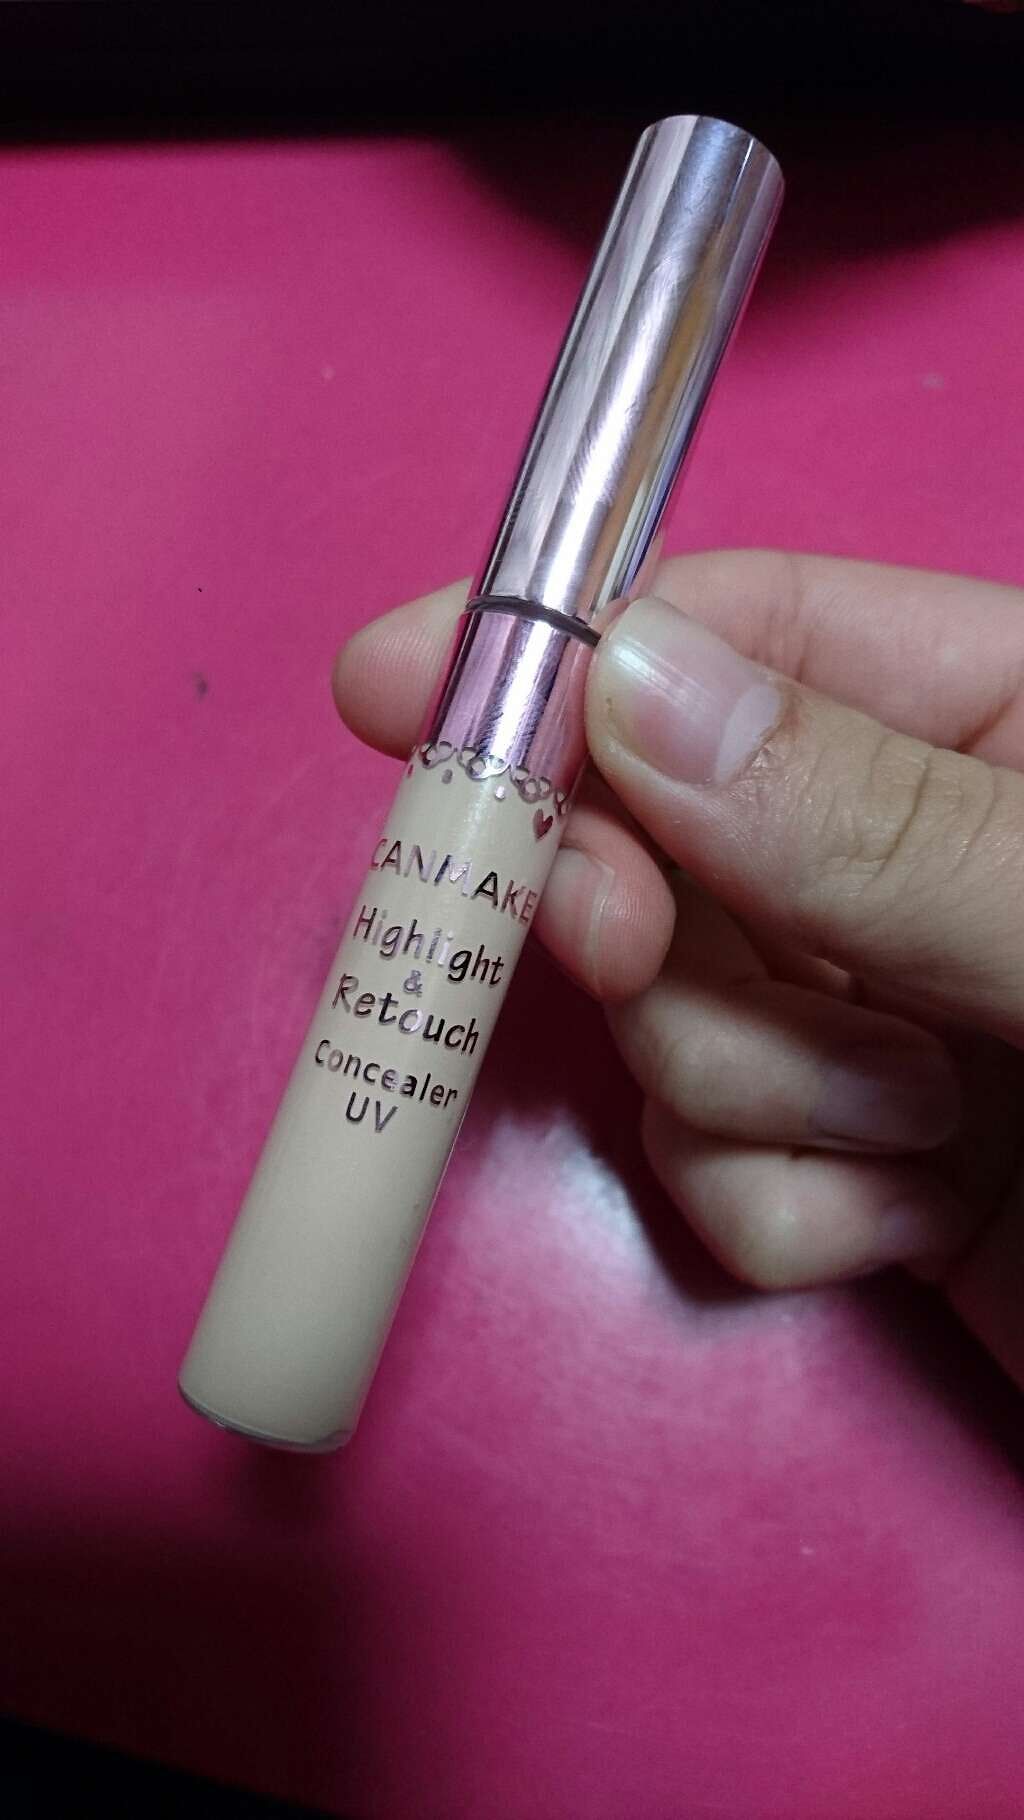 CANMAKE
Highlight
&
Retouch
Concealer
UV